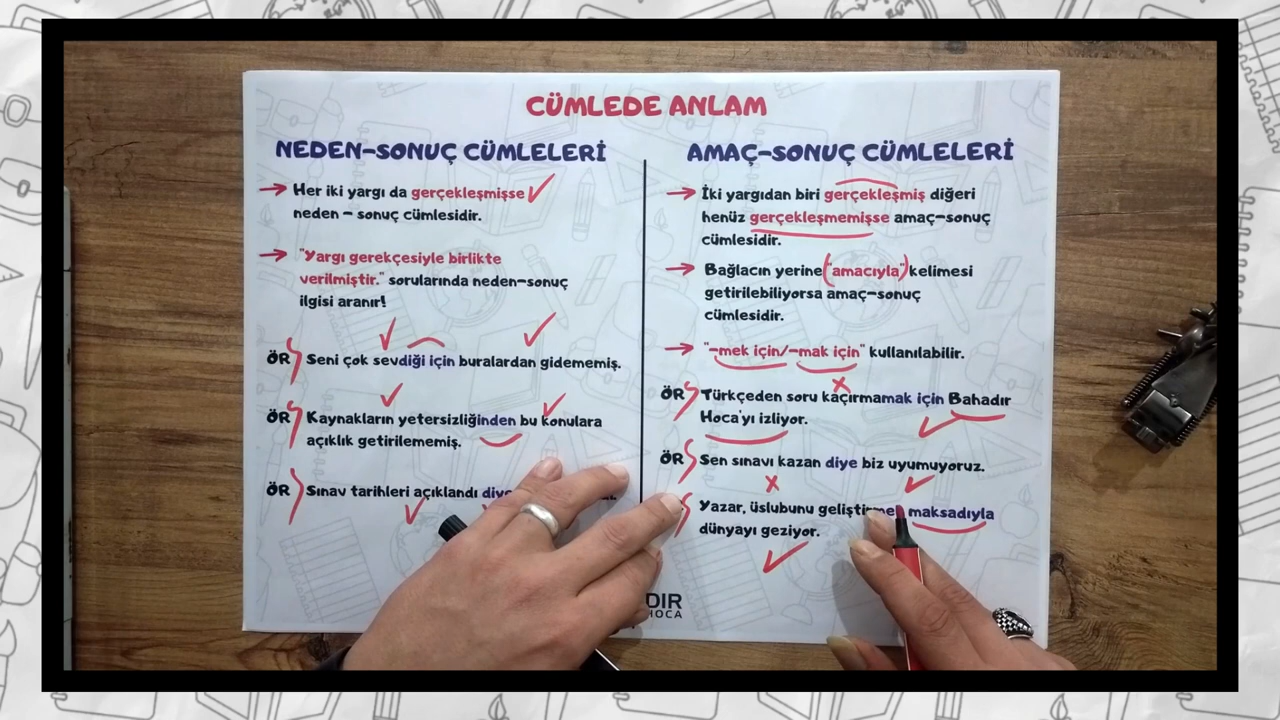 CÜMLEDE ANLAM
NEDEN-SONUÇ CÜMLELERİ
→ Her iki yargı da gerçekleşmişse
neden - sonuç cümlesidir.
→ "Yargı gerekçesiyle birlikte
verilmiştir." sorularında neden-sonuç
ilgisi aranır!
ÖR Seni çok sevdiği için buralardan gidememiş.
ÖR Kaynakların yetersizliğinden bu konulara
açıklık getirilememiş.
ÖR Sınav tarihleri açıklandı diye
AMAÇ-SONUÇ CÜMLELERİ
→ İki yargıdan biri gerçekleşmiş diğeri
henüz gerçekleşmemişse amaç-sonuç
cümlesidir.
→ Bağlacın yerine "amacıyla" kelimesi
getirilebiliyorsa amaç-sonuç
cümlesidir.
→ "-mek için/-mak için" kullanılabilir.
ÖR Türkçeden soru kaçırmamak için Bahadır
Hoca'yı izliyor.
ÖR Sen sınavı kazan diye biz uyumuyoruz.
Yazar, üslubunu geliştirmek maksadıyla
dünyayı geziyor.
DIR
HOCA